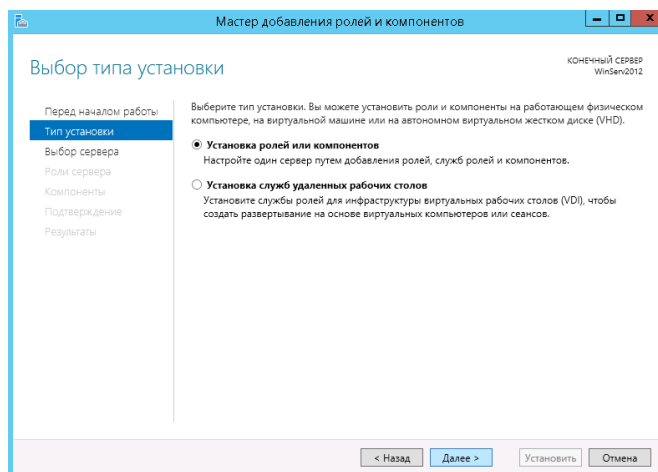 Мастер добавления ролей и компонентов
Выбор типа установки
КОНЕЧНЫЙ СЕРВЕР
WinServ2012
Перед началом работы
Тип установки
Выбор сервера
Роли сервера
Компоненты
Подтверждение
Результаты
Выберите тип установки. Вы можете установить роли и компоненты на работающем физическом
компьютере, на виртуальной машине или на автономном виртуальном жестком диске (VHD).
Установка ролей или компонентов
Настройте один сервер путем добавления ролей, служб ролей и компонентов.
Установка служб удаленных рабочих столов
Установите службы ролей для инфраструктуры виртуальных рабочих столов (VDI), чтобы
создать развертывание на основе виртуальных компьютеров или сеансов.
< Назад Далее > Установить Отмена